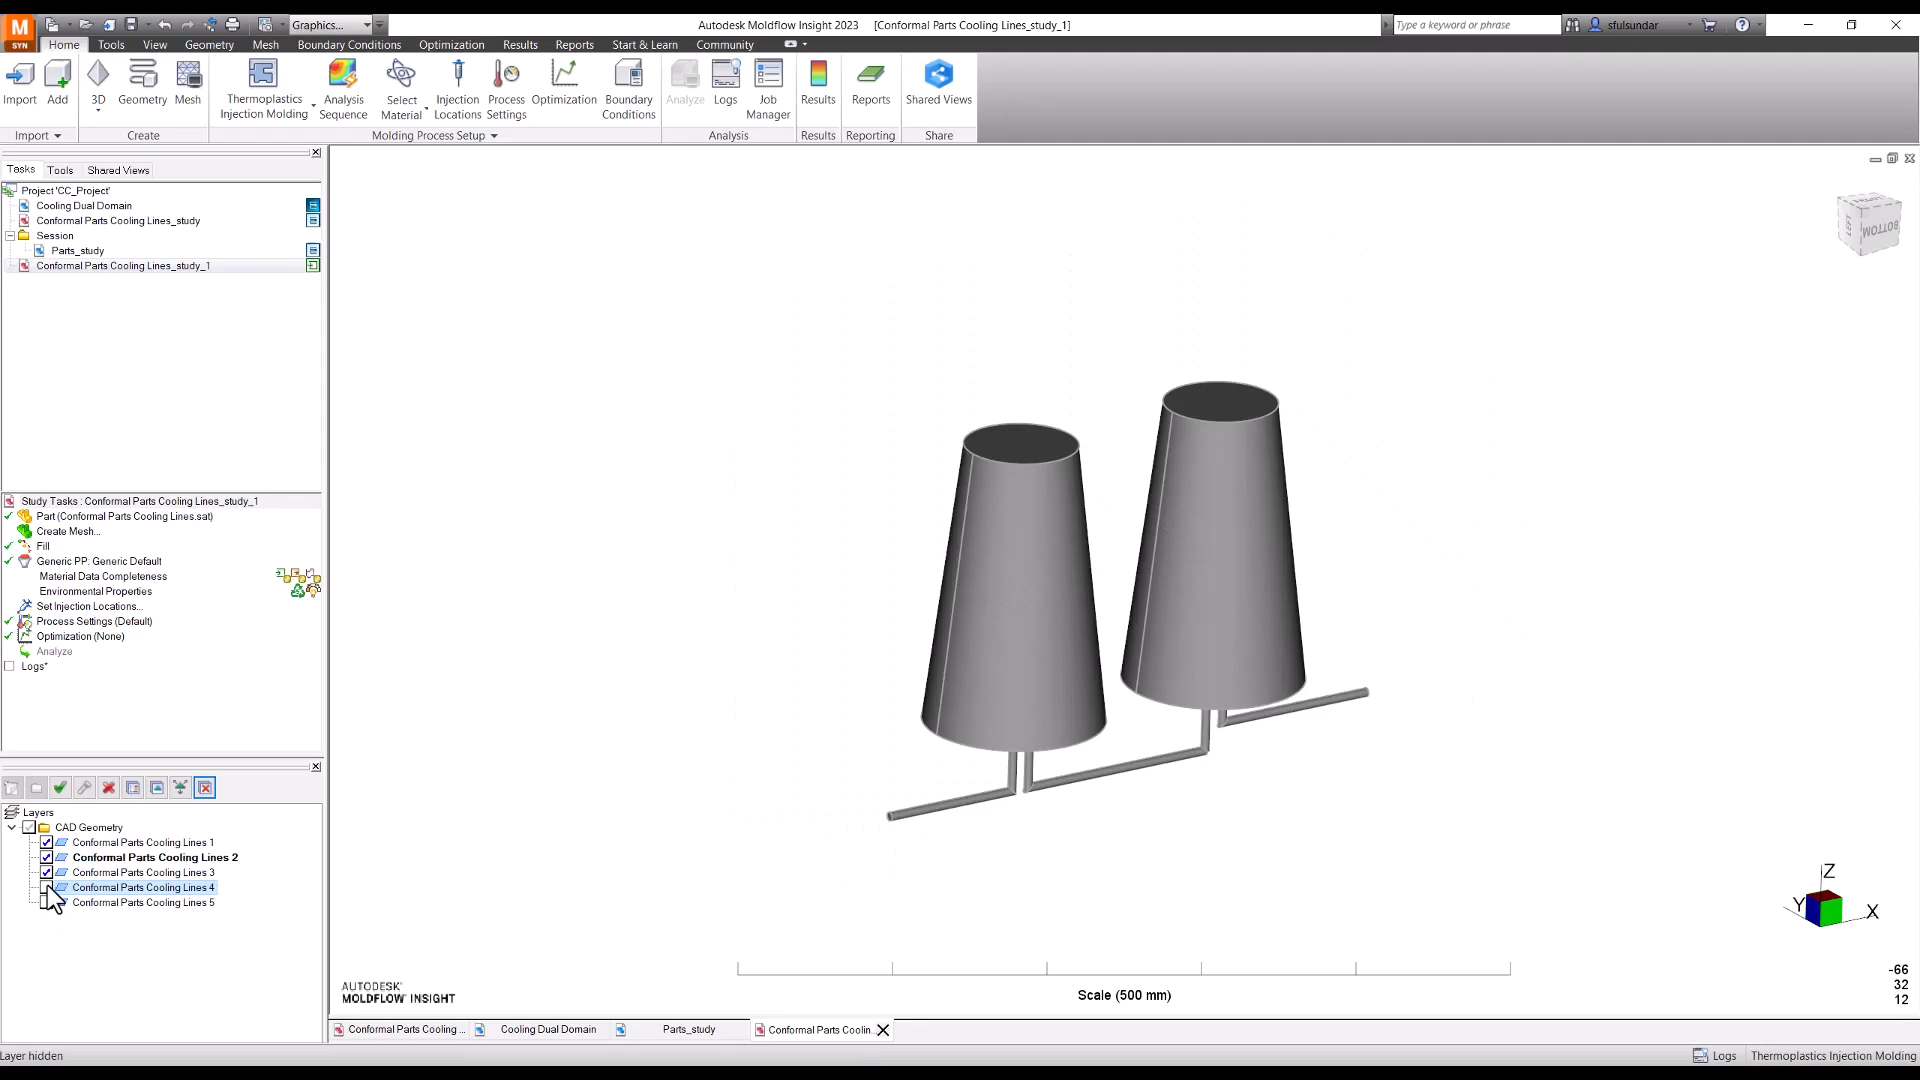 M
SYN
Graphics...
Autodesk Moldflow Insight 2023 [Conformal Parts Cooling Lines_study_1]
Type a keyword or phrase
sfulsundar
Home Tools View Geometry Mesh Boundary Conditions Optimization Results Reports Start & Learn Community
Import
Add
3D
Geometry
Mesh
Thermoplastics
Injection Molding
Analysis
Sequence
Select
Material
Injection
Locations
Process
Settings
Optimization
Boundary
Conditions
Analyze
Logs
Job
Manager
Results
Reports
Shared Views
Import
Create
Molding Process Setup
Analysis
Results
Reporting
Share
Tasks Tools Shared Views
Project 'CC_Project'
Cooling Dual Domain
Conformal Parts Cooling Lines_study
Session
Parts_study
Conformal Parts Cooling Lines_study_1
Study Tasks : Conformal Parts Cooling Lines_study_1
Part (Conformal Parts Cooling Lines.sat)
Create Mesh...
Fill
Generic PP: Generic Default
Material Data Completeness
Environmental Properties
Set Injection Locations...
Process Settings (Default)
Optimization (None)
Analyze
Logs*
Layers
CAD Geometry
Conformal Parts Cooling Lines 1
Conformal Parts Cooling Lines 2
Conformal Parts Cooling Lines 3
Conformal Parts Cooling Lines 4
Conformal Parts Cooling Lines 5
LEFT
BOTTOM
Z
Y
X
-66
32
12
Scale (500 mm)
AUTODESK
MOLDFLOW INSIGHT
Conformal Parts Cooling ...
Cooling Dual Domain
Parts_study
Conformal Parts Coolin...
Layer hidden
Logs
Thermoplastics Injection Molding